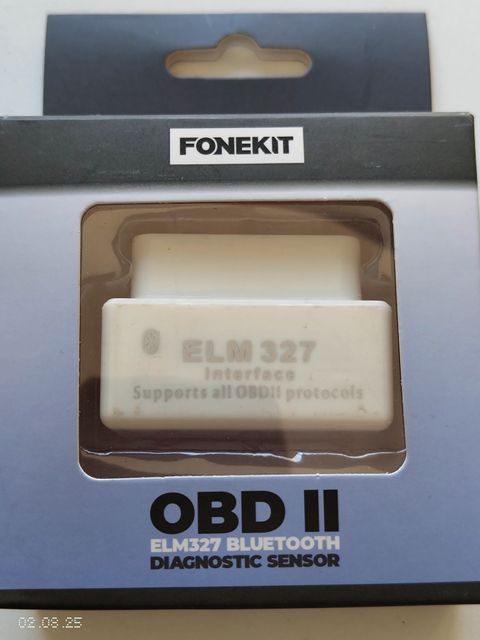 FONEKIT
ELM 327
Interface
Supports all OBDII protocols
OBD II
ELM327 BLUETOOTH
DIAGNOSTIC SENSOR
02.08.25